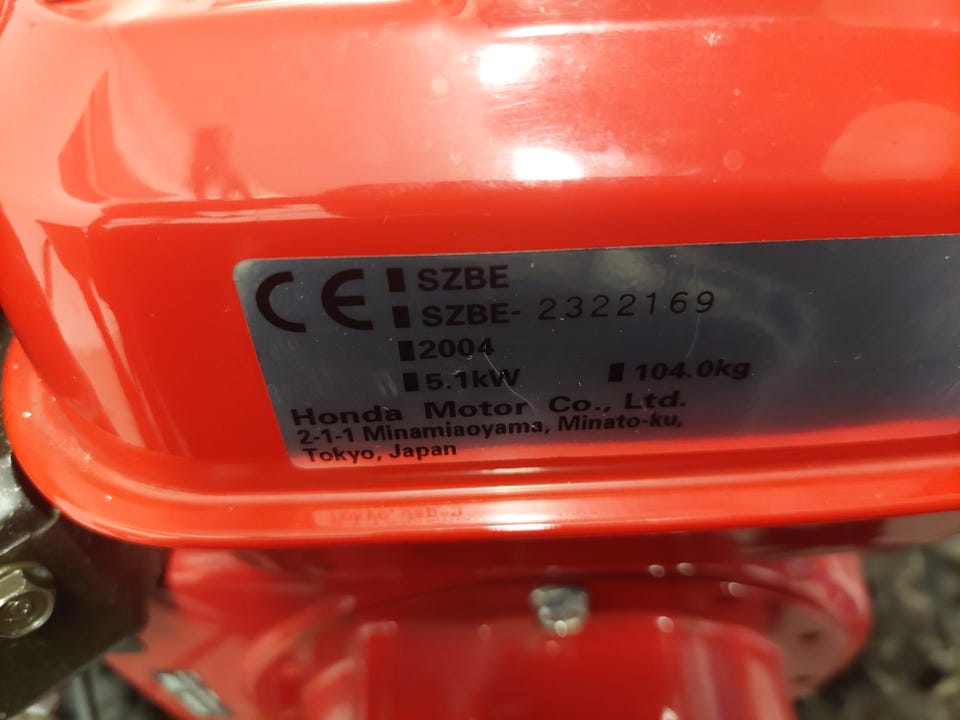 CE SZBE
SZBE- 2322169
2004
5.1kW 104.0kg
Honda Motor Co., Ltd.
2-1-1 Minamiaoyama, Minato-ku,
Tokyo, Japan